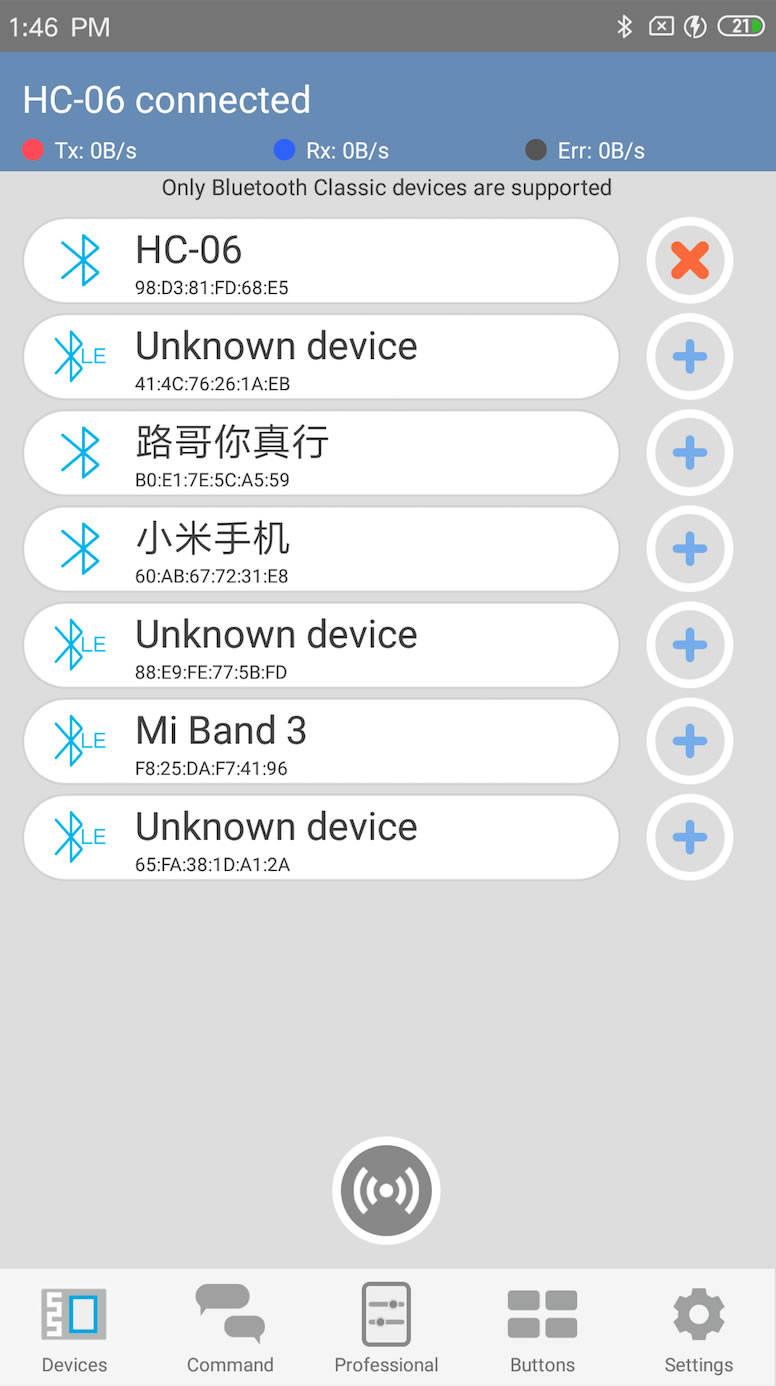 1:46 PM
21
HC-06 connected
Tx: 0B/s
Rx: 0B/s
Err: 0B/s
Only Bluetooth Classic devices are supported
HC-06
98:D3:81:FD:68:E5
LE
Unknown device
41:4C:76:26:1A:EB
路哥你真行
B0:E1:7E:5C:A5:59
小米手机
60:AB:67:72:31:E8
LE
Unknown device
88:E9:FE:77:5B:FD
LE
Mi Band 3
F8:25:DA:F7:41:96
LE
Unknown device
65:FA:38:1D:A1:2A
Devices
Command
Professional
Buttons
Settings